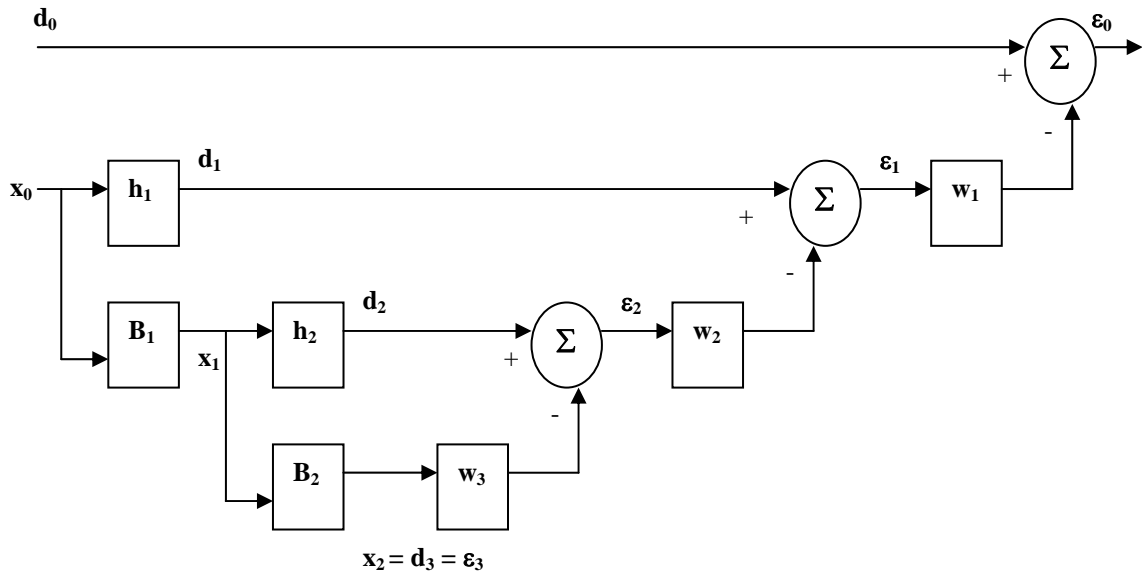 d₀
ε₀
Σ
+
-
x₀
h₁
d₁
ε₁
w₁
Σ
+
-
B₁
x₁
h₂
d₂
ε₂
w₂
Σ
+
-
B₂
w₃
x₂ = d₃ = ε₃